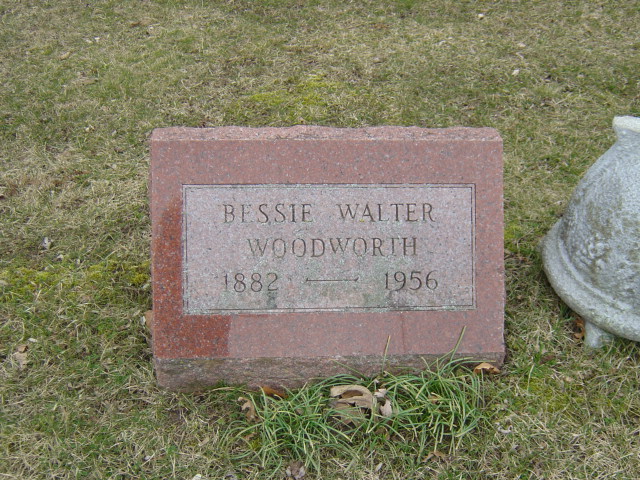 BESSIE WALTER
WOODWORTH
1882 — 1956